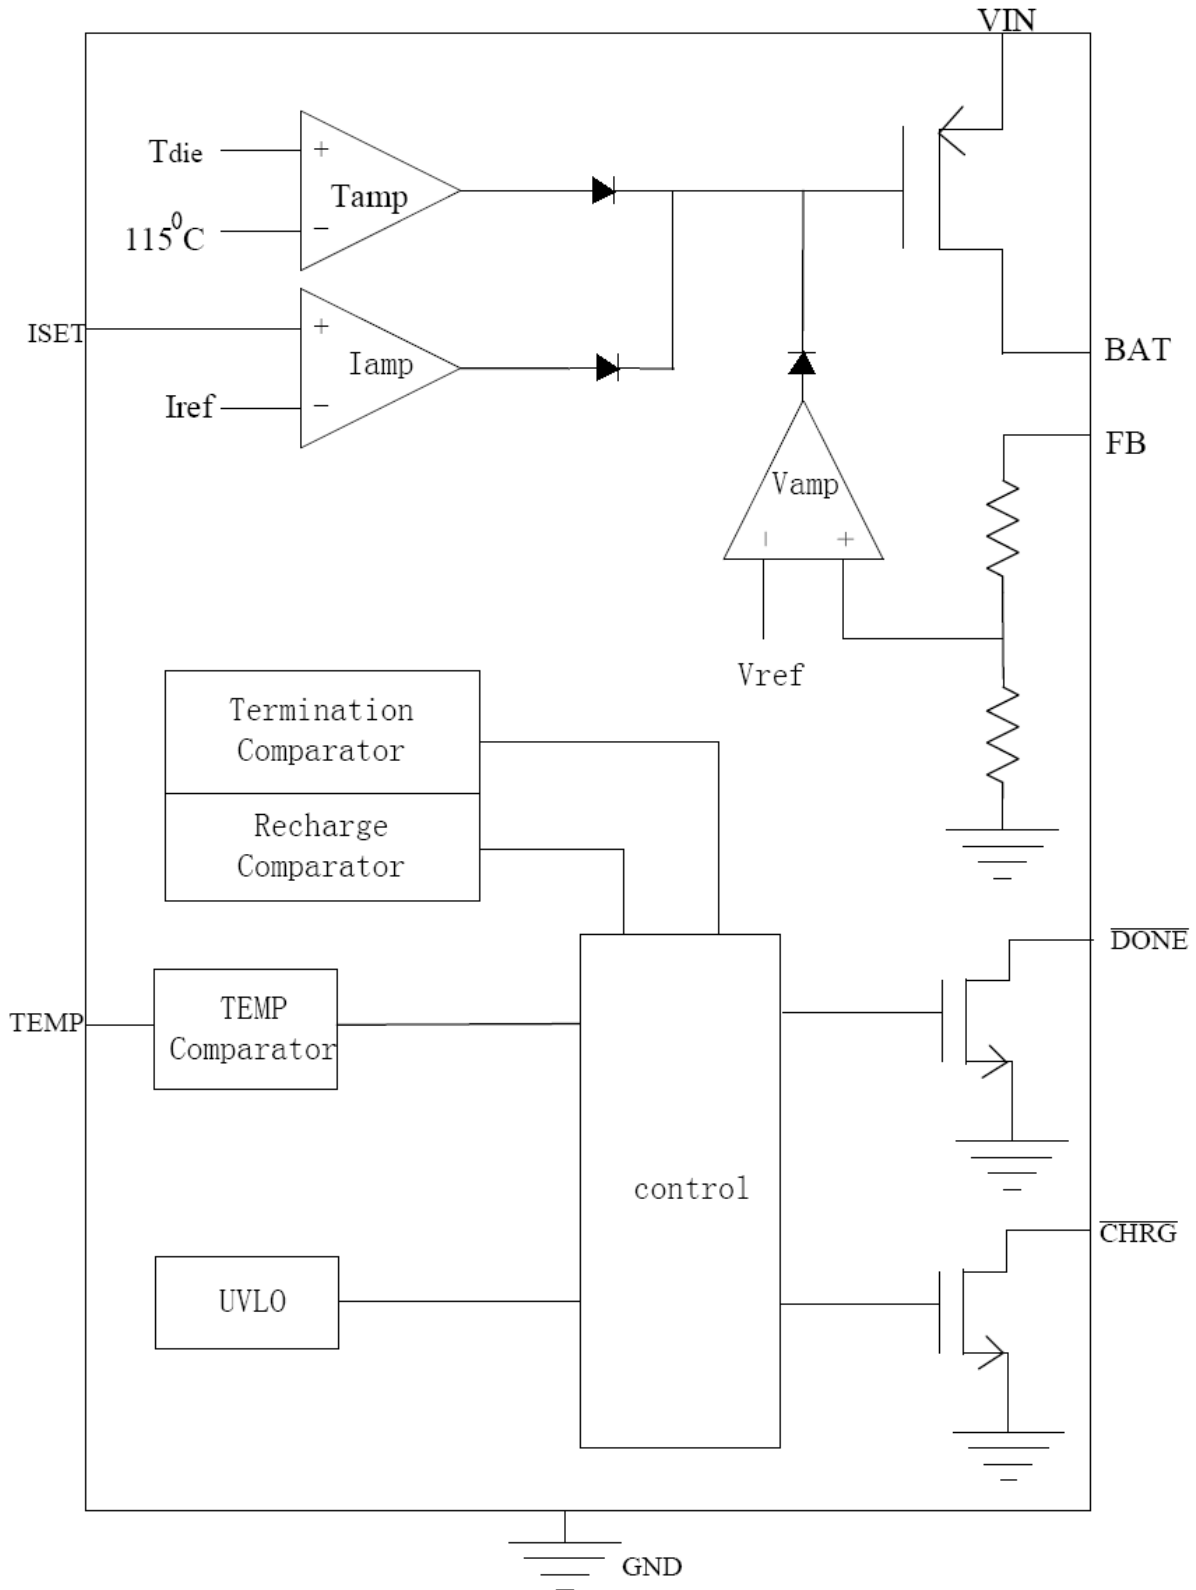 VIN
Tdie
+
Tamp
115⁰C
−
ISET
+
Iamp
BAT
Iref
−
FB
Vamp
−
+
Vref
Termination
Comparator
Recharge
Comparator
DONE
TEMP
TEMP
Comparator
control
CHRG
UVLO
GND